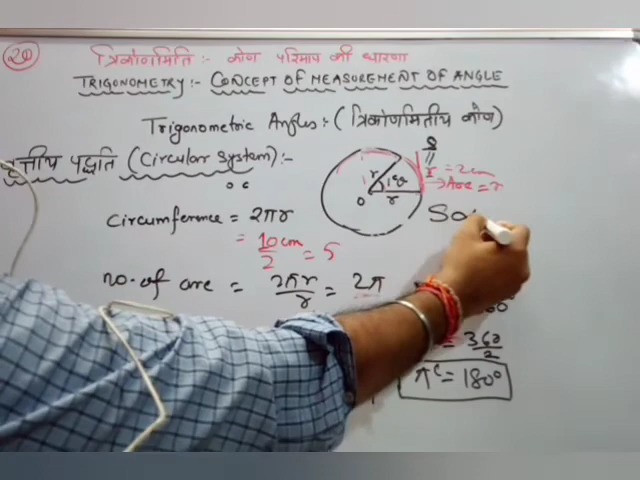 20
त्रिकोणमिति :- कोण परिमाप की धारणा
TRIGONOMETRY :- CONCEPT OF MEASUREMENT OF ANGLE
Trigonometric Angles :- (त्रिकोणमितीय कोण)
पद्धति (Circular System) :-
r
1ᶜ
O
r
= 2cm
Arc = r
Circumference = 2πr
= 10cm/2 = 5
no. of arc = 2πr/r = 2π
= 360/2
πᶜ = 180°